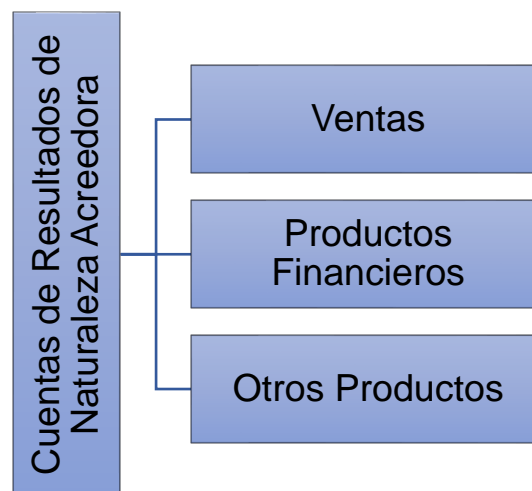 Cuentas de Resultados de
Naturaleza Acreedora
Ventas
Productos
Financieros
Otros Productos